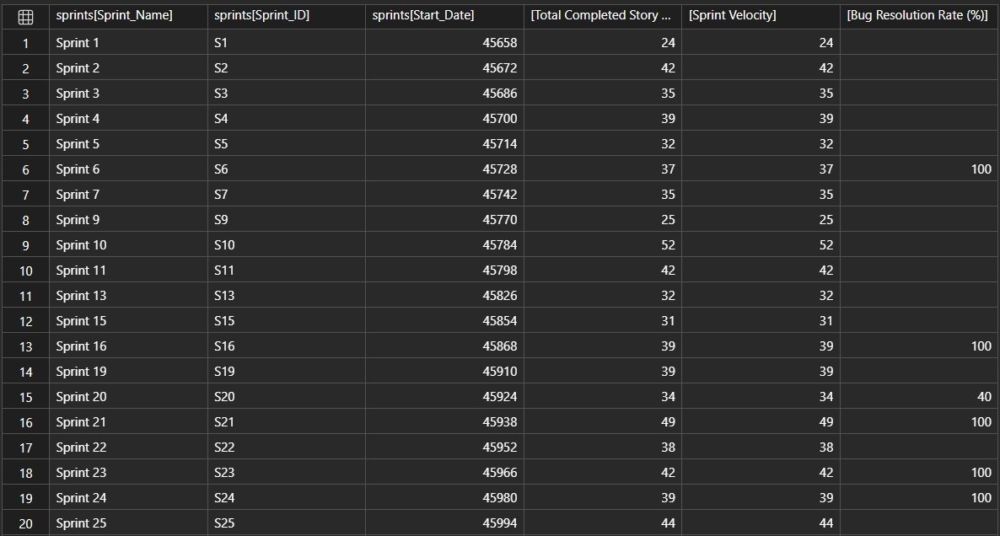 sprints[Sprint_Name] sprints[Sprint_ID] sprints[Start_Date] [Total Completed Story ... [Sprint Velocity] [Bug Resolution Rate (%)]
1 Sprint 1 S1 45658 24 24
2 Sprint 2 S2 45672 42 42
3 Sprint 3 S3 45686 35 35
4 Sprint 4 S4 45700 39 39
5 Sprint 5 S5 45714 32 32
6 Sprint 6 S6 45728 37 37 100
7 Sprint 7 S7 45742 35 35
8 Sprint 9 S9 45770 25 25
9 Sprint 10 S10 45784 52 52
10 Sprint 11 S11 45798 42 42
11 Sprint 13 S13 45826 32 32
12 Sprint 15 S15 45854 31 31
13 Sprint 16 S16 45868 39 39 100
14 Sprint 19 S19 45910 39 39
15 Sprint 20 S20 45924 34 34 40
16 Sprint 21 S21 45938 49 49 100
17 Sprint 22 S22 45952 38 38
18 Sprint 23 S23 45966 42 42 100
19 Sprint 24 S24 45980 39 39 100
20 Sprint 25 S25 45994 44 44